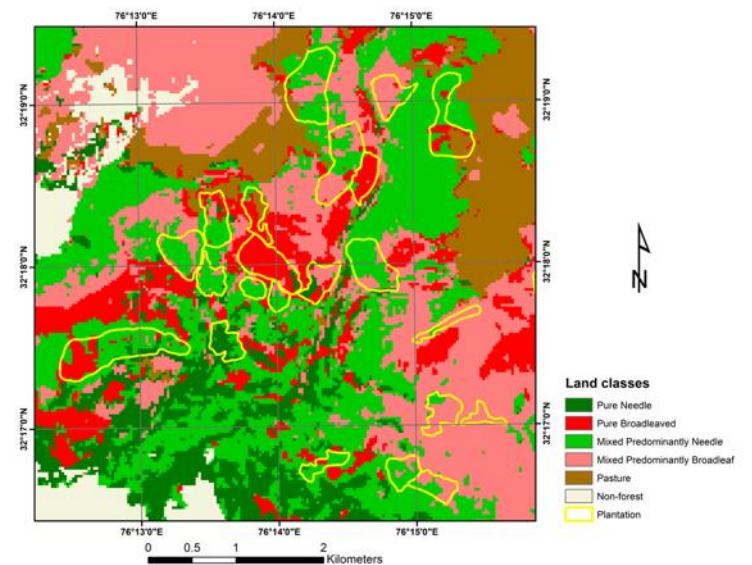 76°13'0"E 76°14'0"E 76°15'0"E
32°19'0"N 32°19'0"N
32°18'0"N 32°18'0"N
32°17'0"N 32°17'0"N
76°13'0"E 76°14'0"E 76°15'0"E
0 0.5 1 2
Kilometers
N
Land classes
Pure Needle
Pure Broadleaved
Mixed Predominantly Needle
Mixed Predominantly Broadleaf
Pasture
Non-forest
Plantation